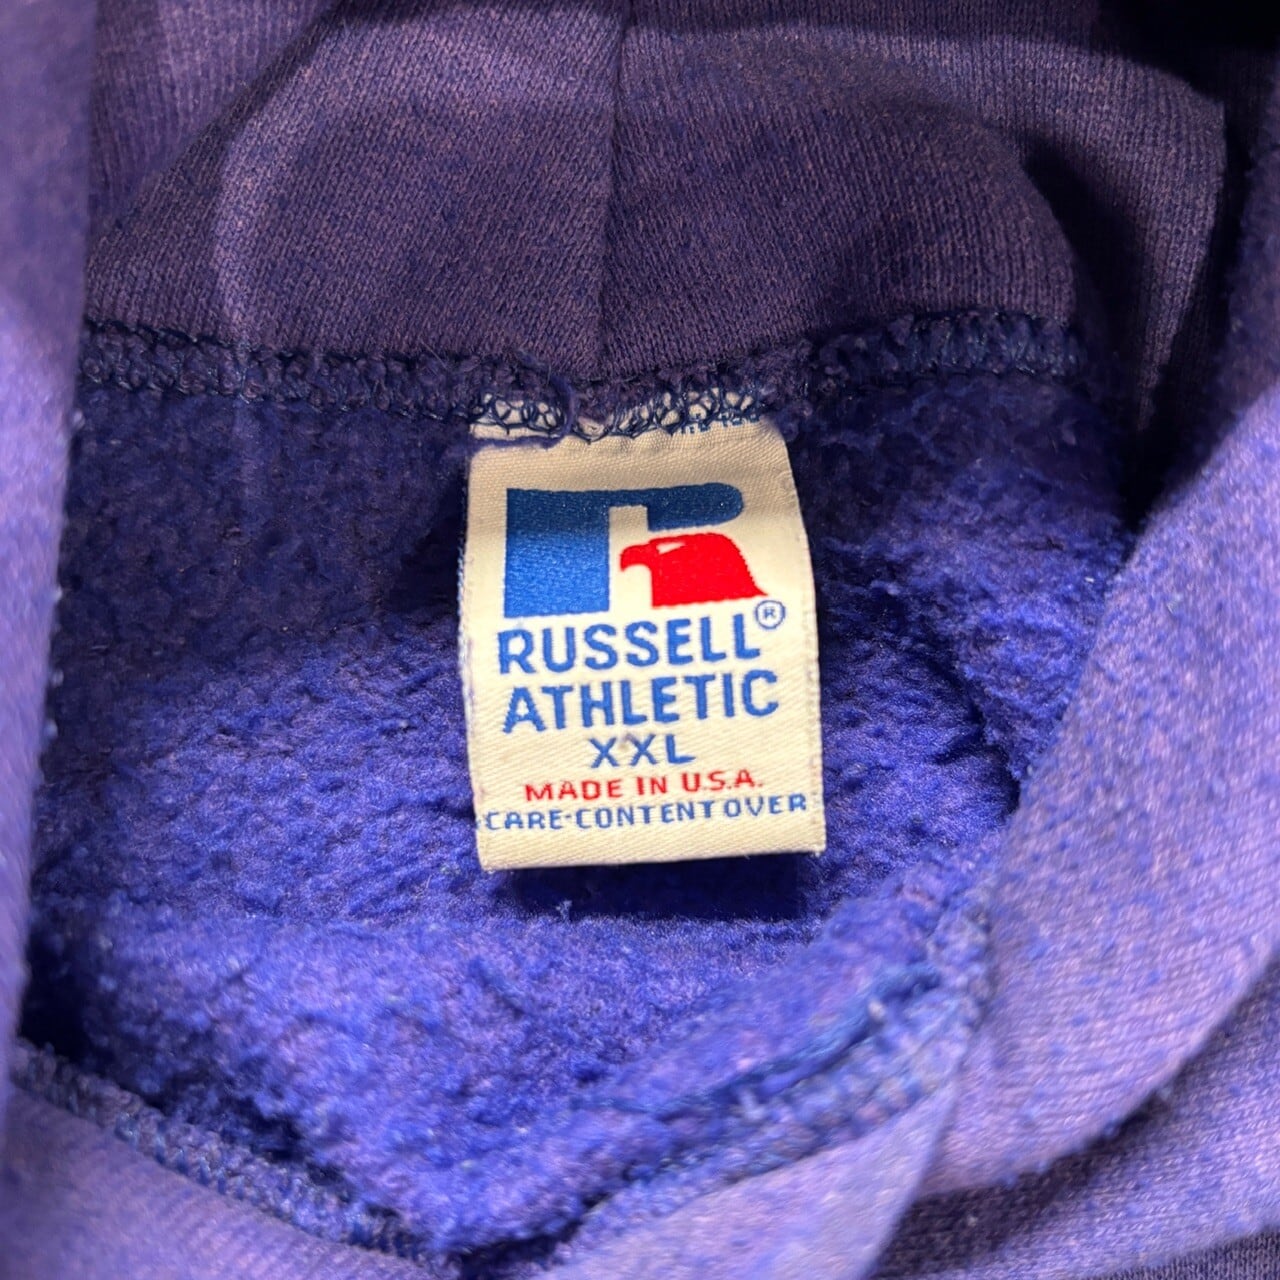 R
RUSSELL®
ATHLETIC
XXL
MADE IN U.S.A.
CARE-CONTENT OVER